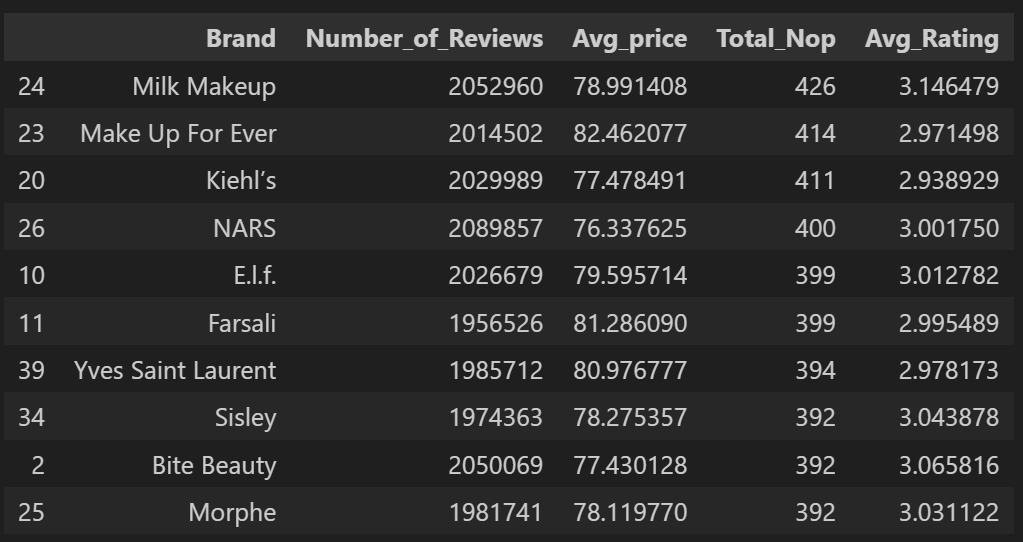 Brand Number_of_Reviews Avg_price Total_Nop Avg_Rating
24 Milk Makeup 2052960 78.991408 426 3.146479
23 Make Up For Ever 2014502 82.462077 414 2.971498
20 Kiehl’s 2029989 77.478491 411 2.938929
26 NARS 2089857 76.337625 400 3.001750
10 E.l.f. 2026679 79.595714 399 3.012782
11 Farsali 1956526 81.286090 399 2.995489
39 Yves Saint Laurent 1985712 80.976777 394 2.978173
34 Sisley 1974363 78.275357 392 3.043878
2 Bite Beauty 2050069 77.430128 392 3.065816
25 Morphe 1981741 78.119770 392 3.031122